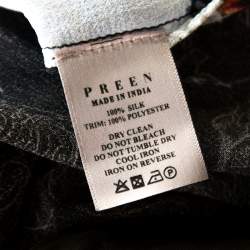 PREEN
MADE IN INDIA
100% SILK
TRIM: 100% POLYESTER
DRY CLEAN
DO NOT BLEACH
DO NOT TUMBLE DRY
COOL IRON
IRON ON REVERSE